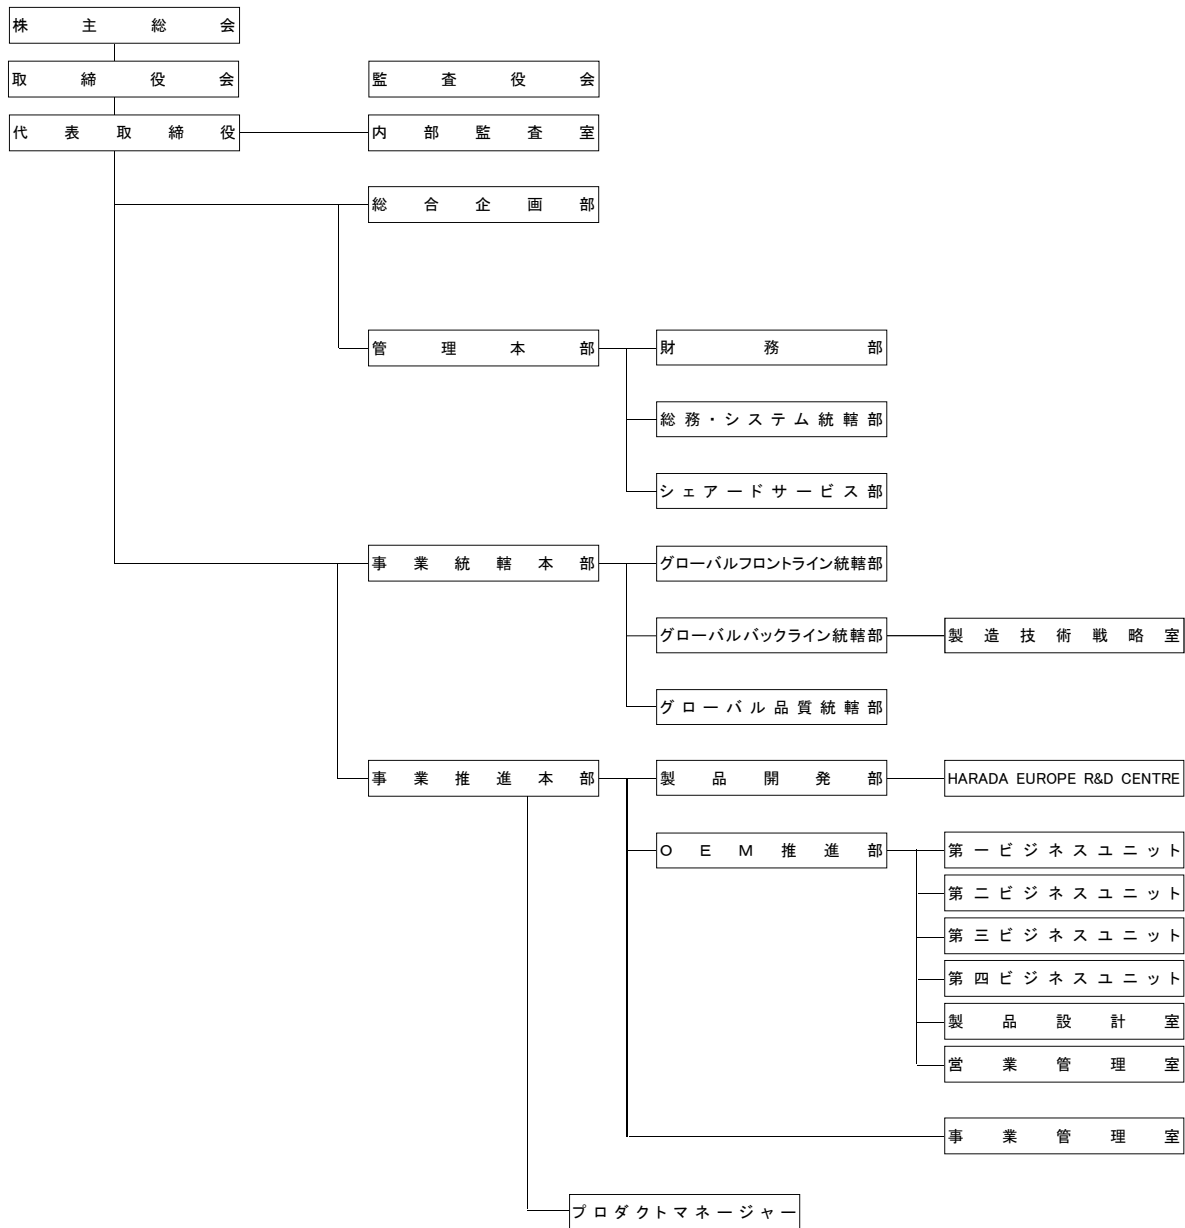 株主総会
取締役会
監査役会
代表取締役
内部監査室
総合企画部
管理本部
財務部
総務・システム統轄部
シェアードサービス部
事業統轄本部
グローバルフロントライン統轄部
グローバルバックライン統轄部
製造技術戦略室
グローバル品質統轄部
事業推進本部
製品開発部
HARADA EUROPE R&D CENTRE
OEM推進部
第一ビジネスユニット
第二ビジネスユニット
第三ビジネスユニット
第四ビジネスユニット
製品設計室
営業管理室
事業管理室
プロダクトマネージャー